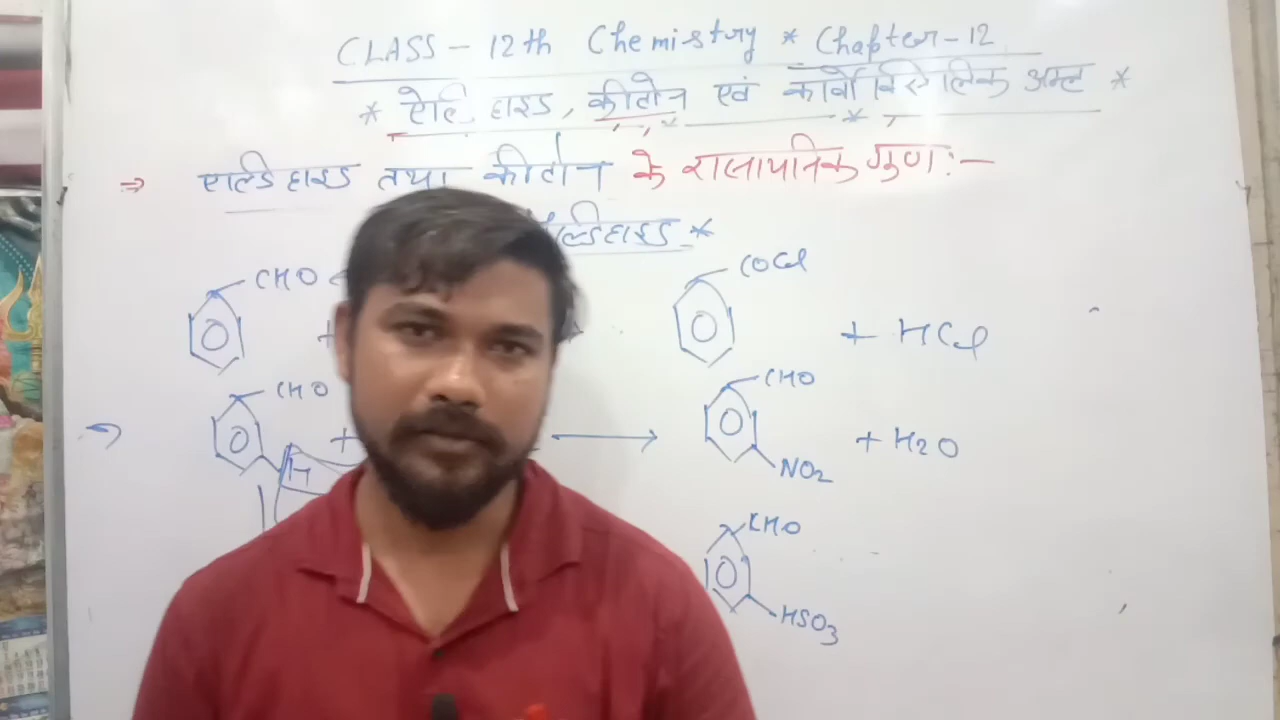 CLASS - 12th Chemistry * Chapter-12
* ऐल्डिहाइड, कीटोन एवं कार्बोक्सिलिक अम्ल *
⇒ एल्डिहाइड तथा कीटोन के रासायनिक गुण :-
ल्डिहाइड *
CHO
COCl
+ + HCl
CHO CHO
+ → + H2O
H NO2
CHO
HSO3